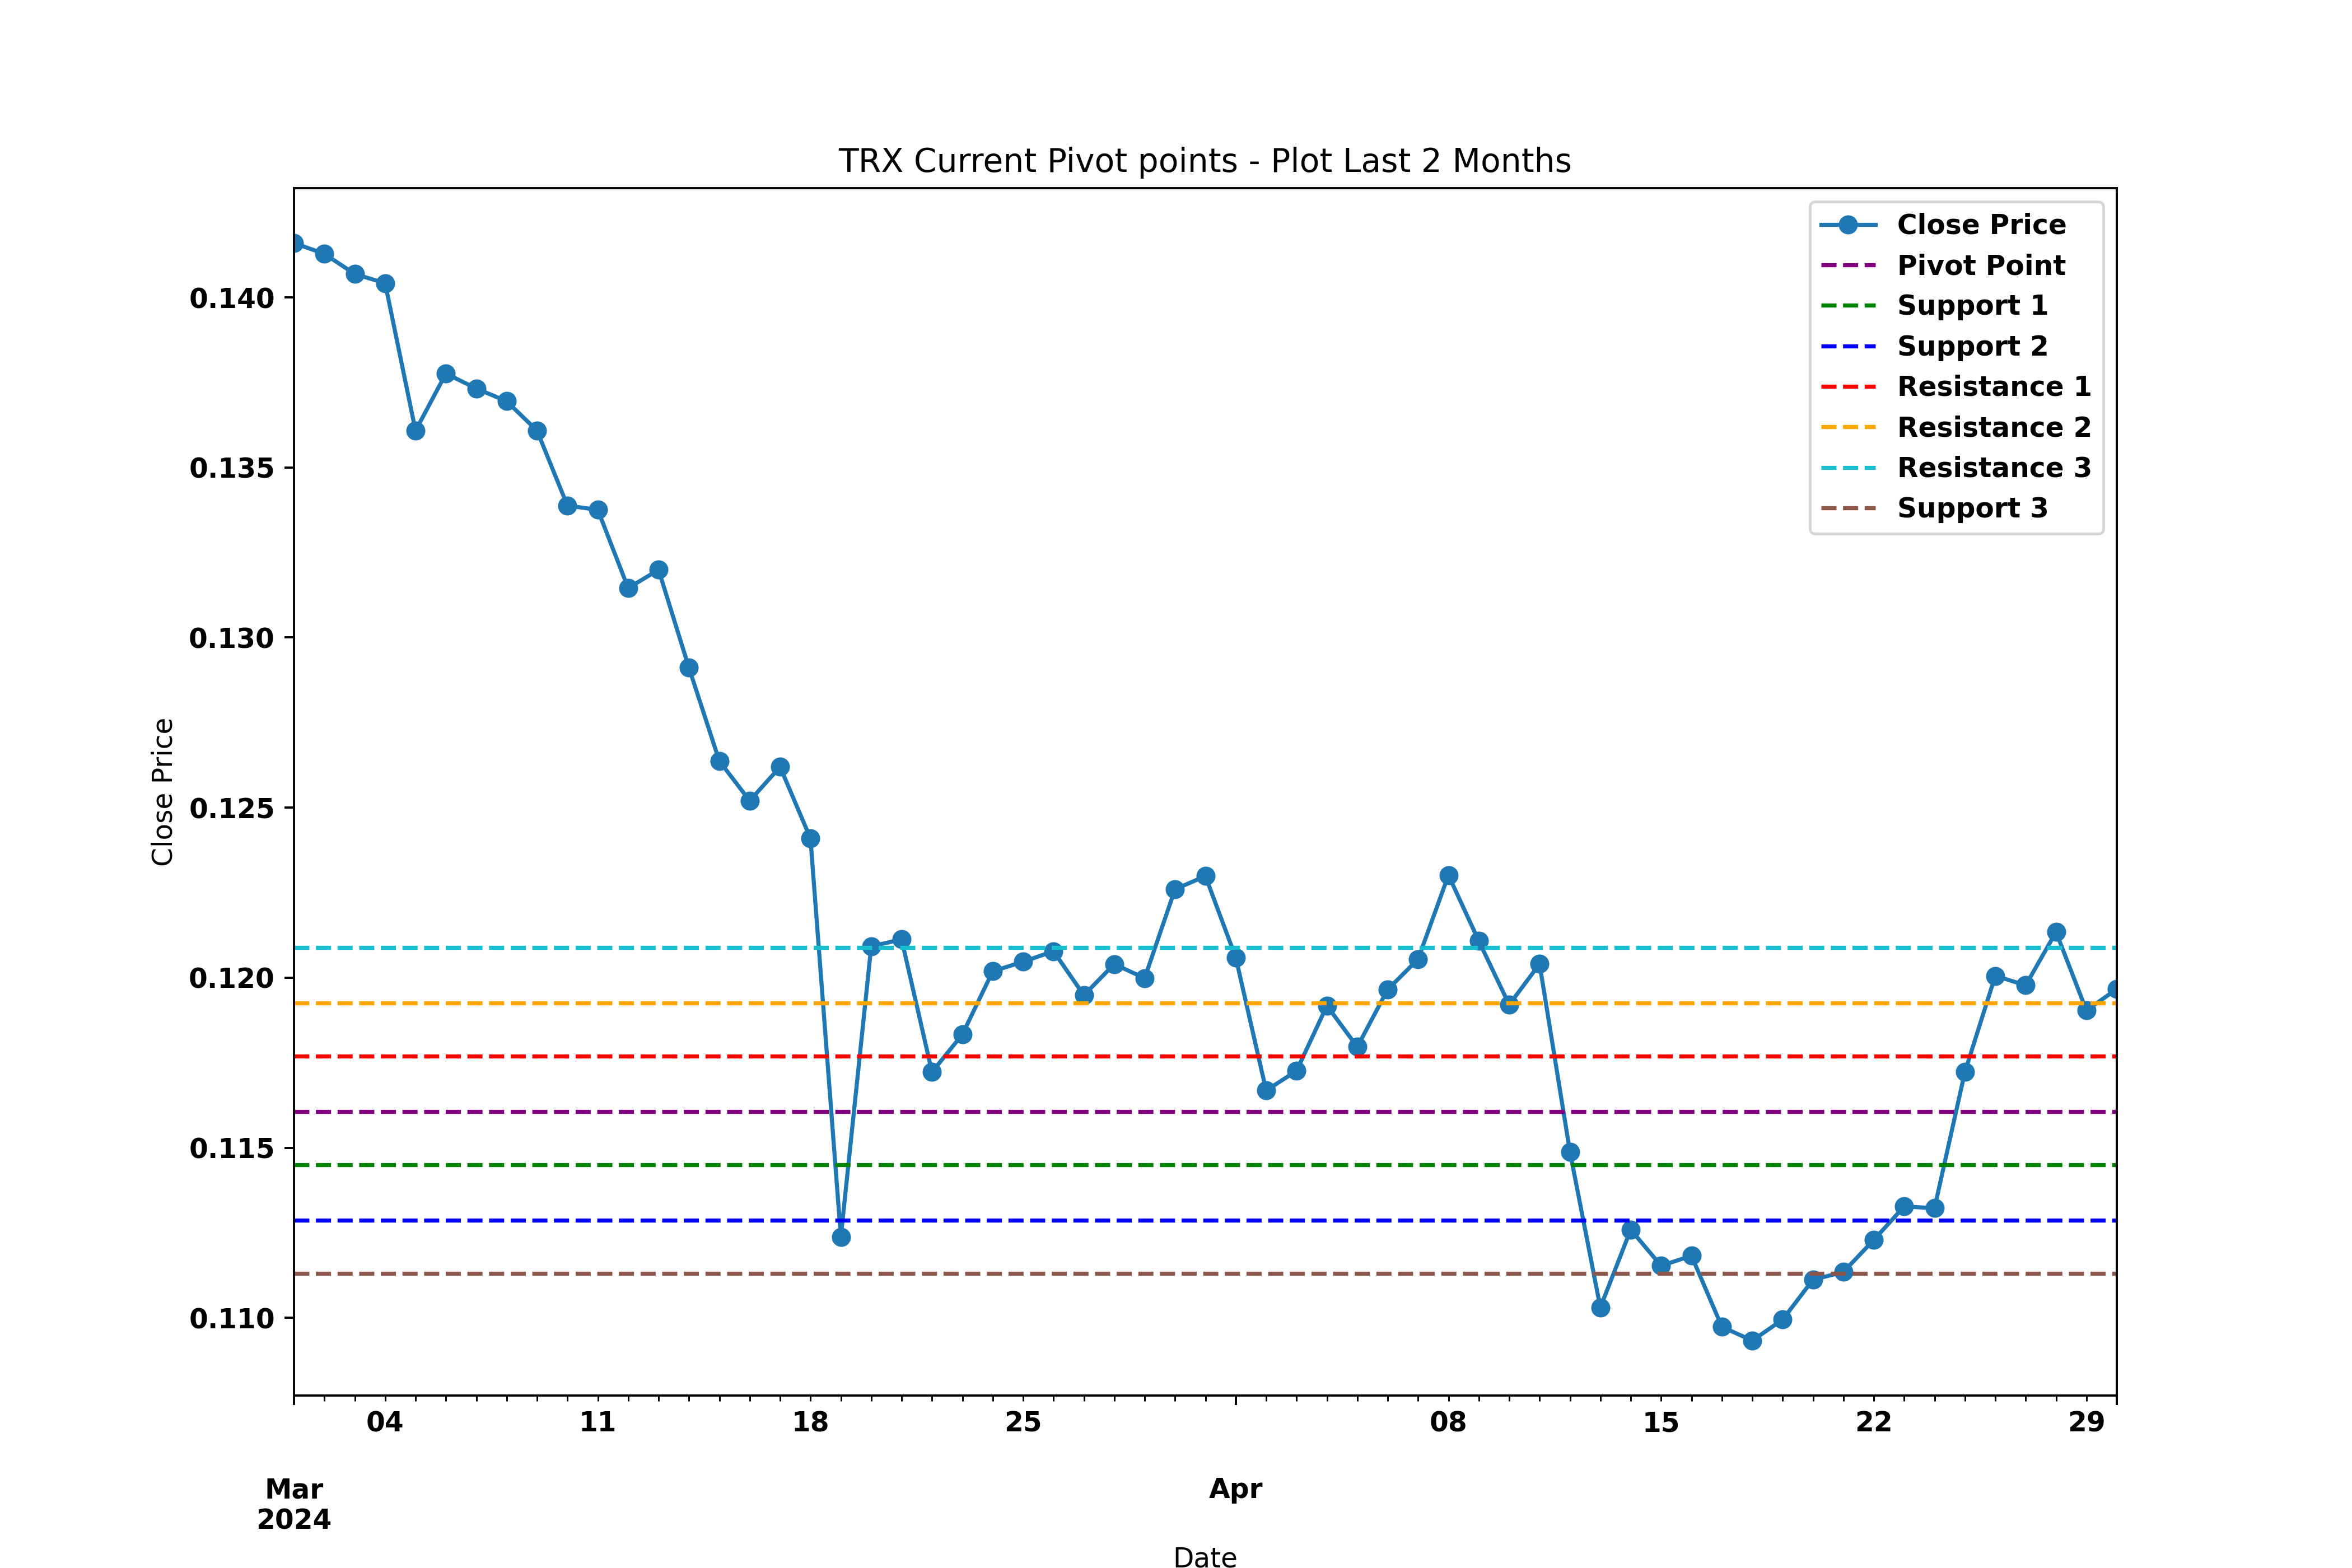 TRX Current Pivot points - Plot Last 2 Months
Close Price
Pivot Point
Support 1
Support 2
Resistance 1
Resistance 2
Resistance 3
Support 3
Close Price
0.140
0.135
0.130
0.125
0.120
0.115
0.110
04 11 18 25 08 15 22 29
Mar Apr
2024
Date